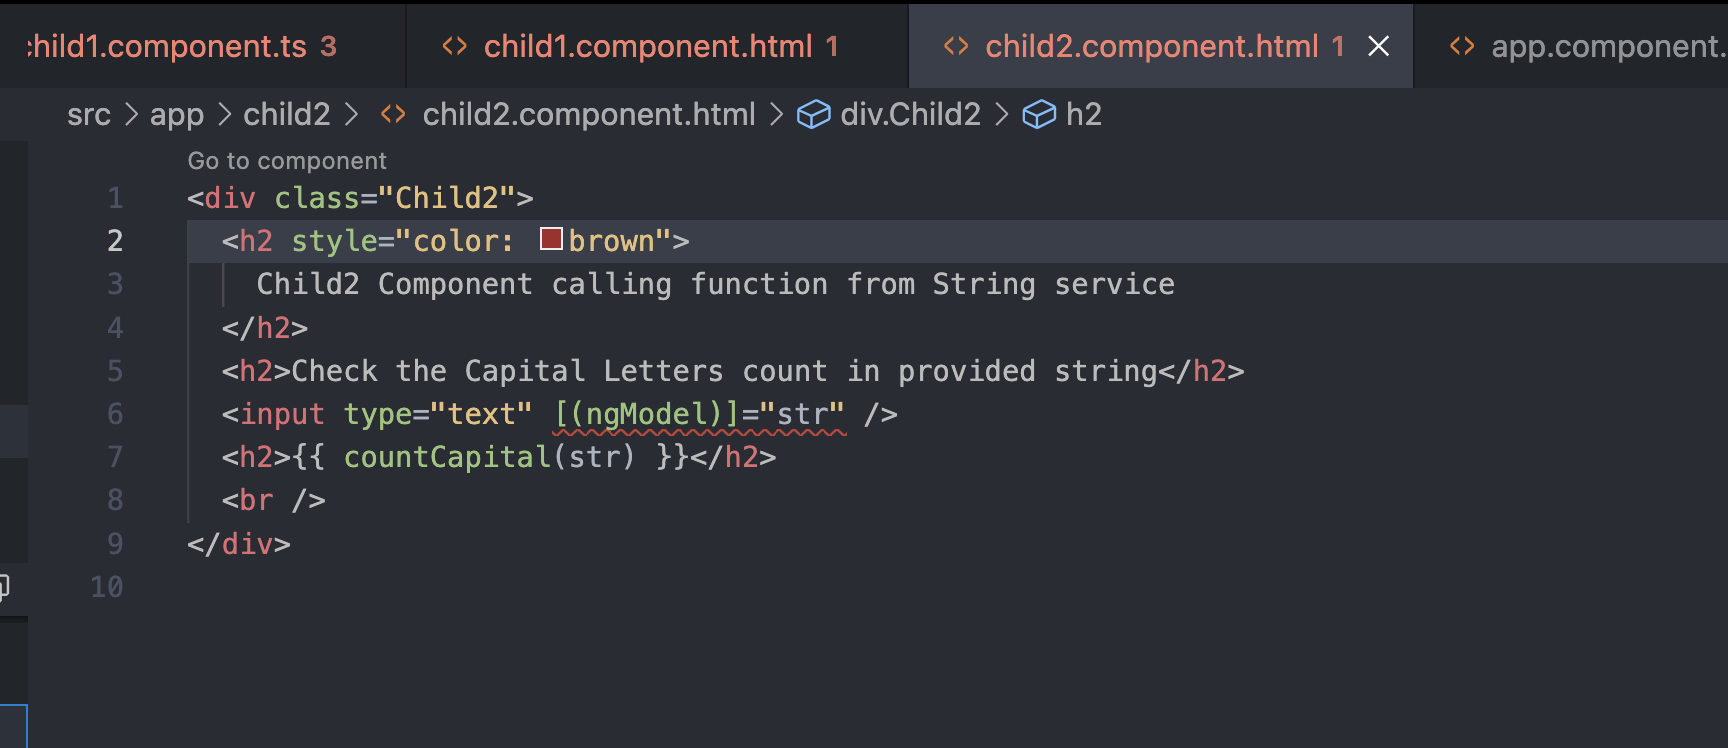 child1.component.ts 3 <> child1.component.html 1 <> child2.component.html 1 × <> app.component.
src > app > child2 > <> child2.component.html > div.Child2 > h2
Go to component
1 <div class="Child2">
2 <h2 style="color: brown">
3 Child2 Component calling function from String service
4 </h2>
5 <h2>Check the Capital Letters count in provided string</h2>
6 <input type="text" [(ngModel)]="str" />
7 <h2>{{ countCapital(str) }}</h2>
8 <br />
9 </div>
10